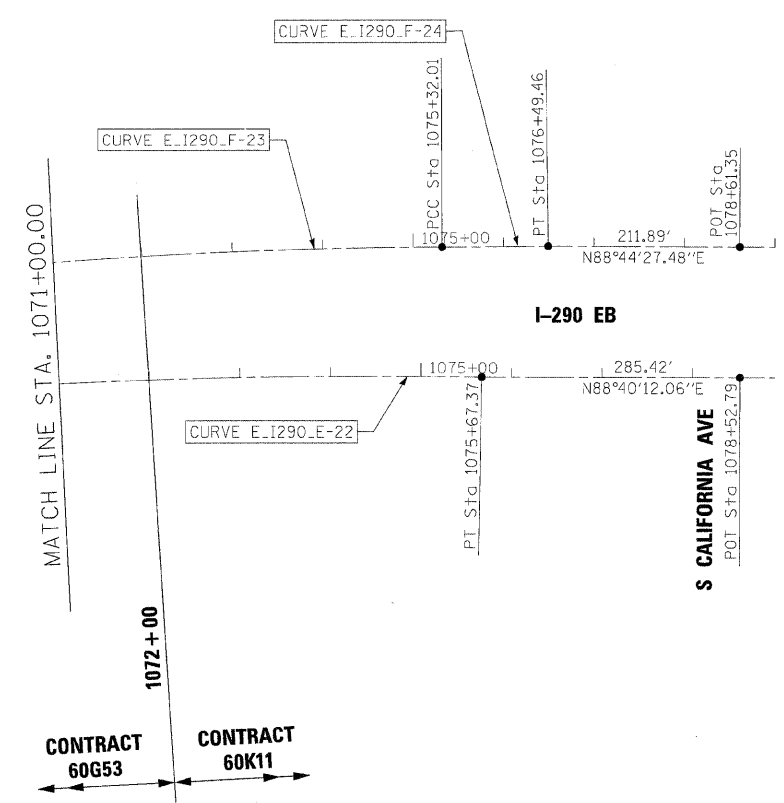 CURVE E_I290_F-24
CURVE E_I290_F-23
PCC Sta 1075+32.01
PT Sta 1076+49.46
POT Sta
1078+61.35
MATCH LINE STA. 1071+00.00
1075+00
211.89'
N88°44'27.48"E
I-290 EB
1075+00
285.42'
N88°40'12.06"E
CURVE E_I290_E-22
PT Sta 1075+67.37
S CALIFORNIA AVE
POT Sta 1078+52.79
1072+00
CONTRACT
60G53
CONTRACT
60K11